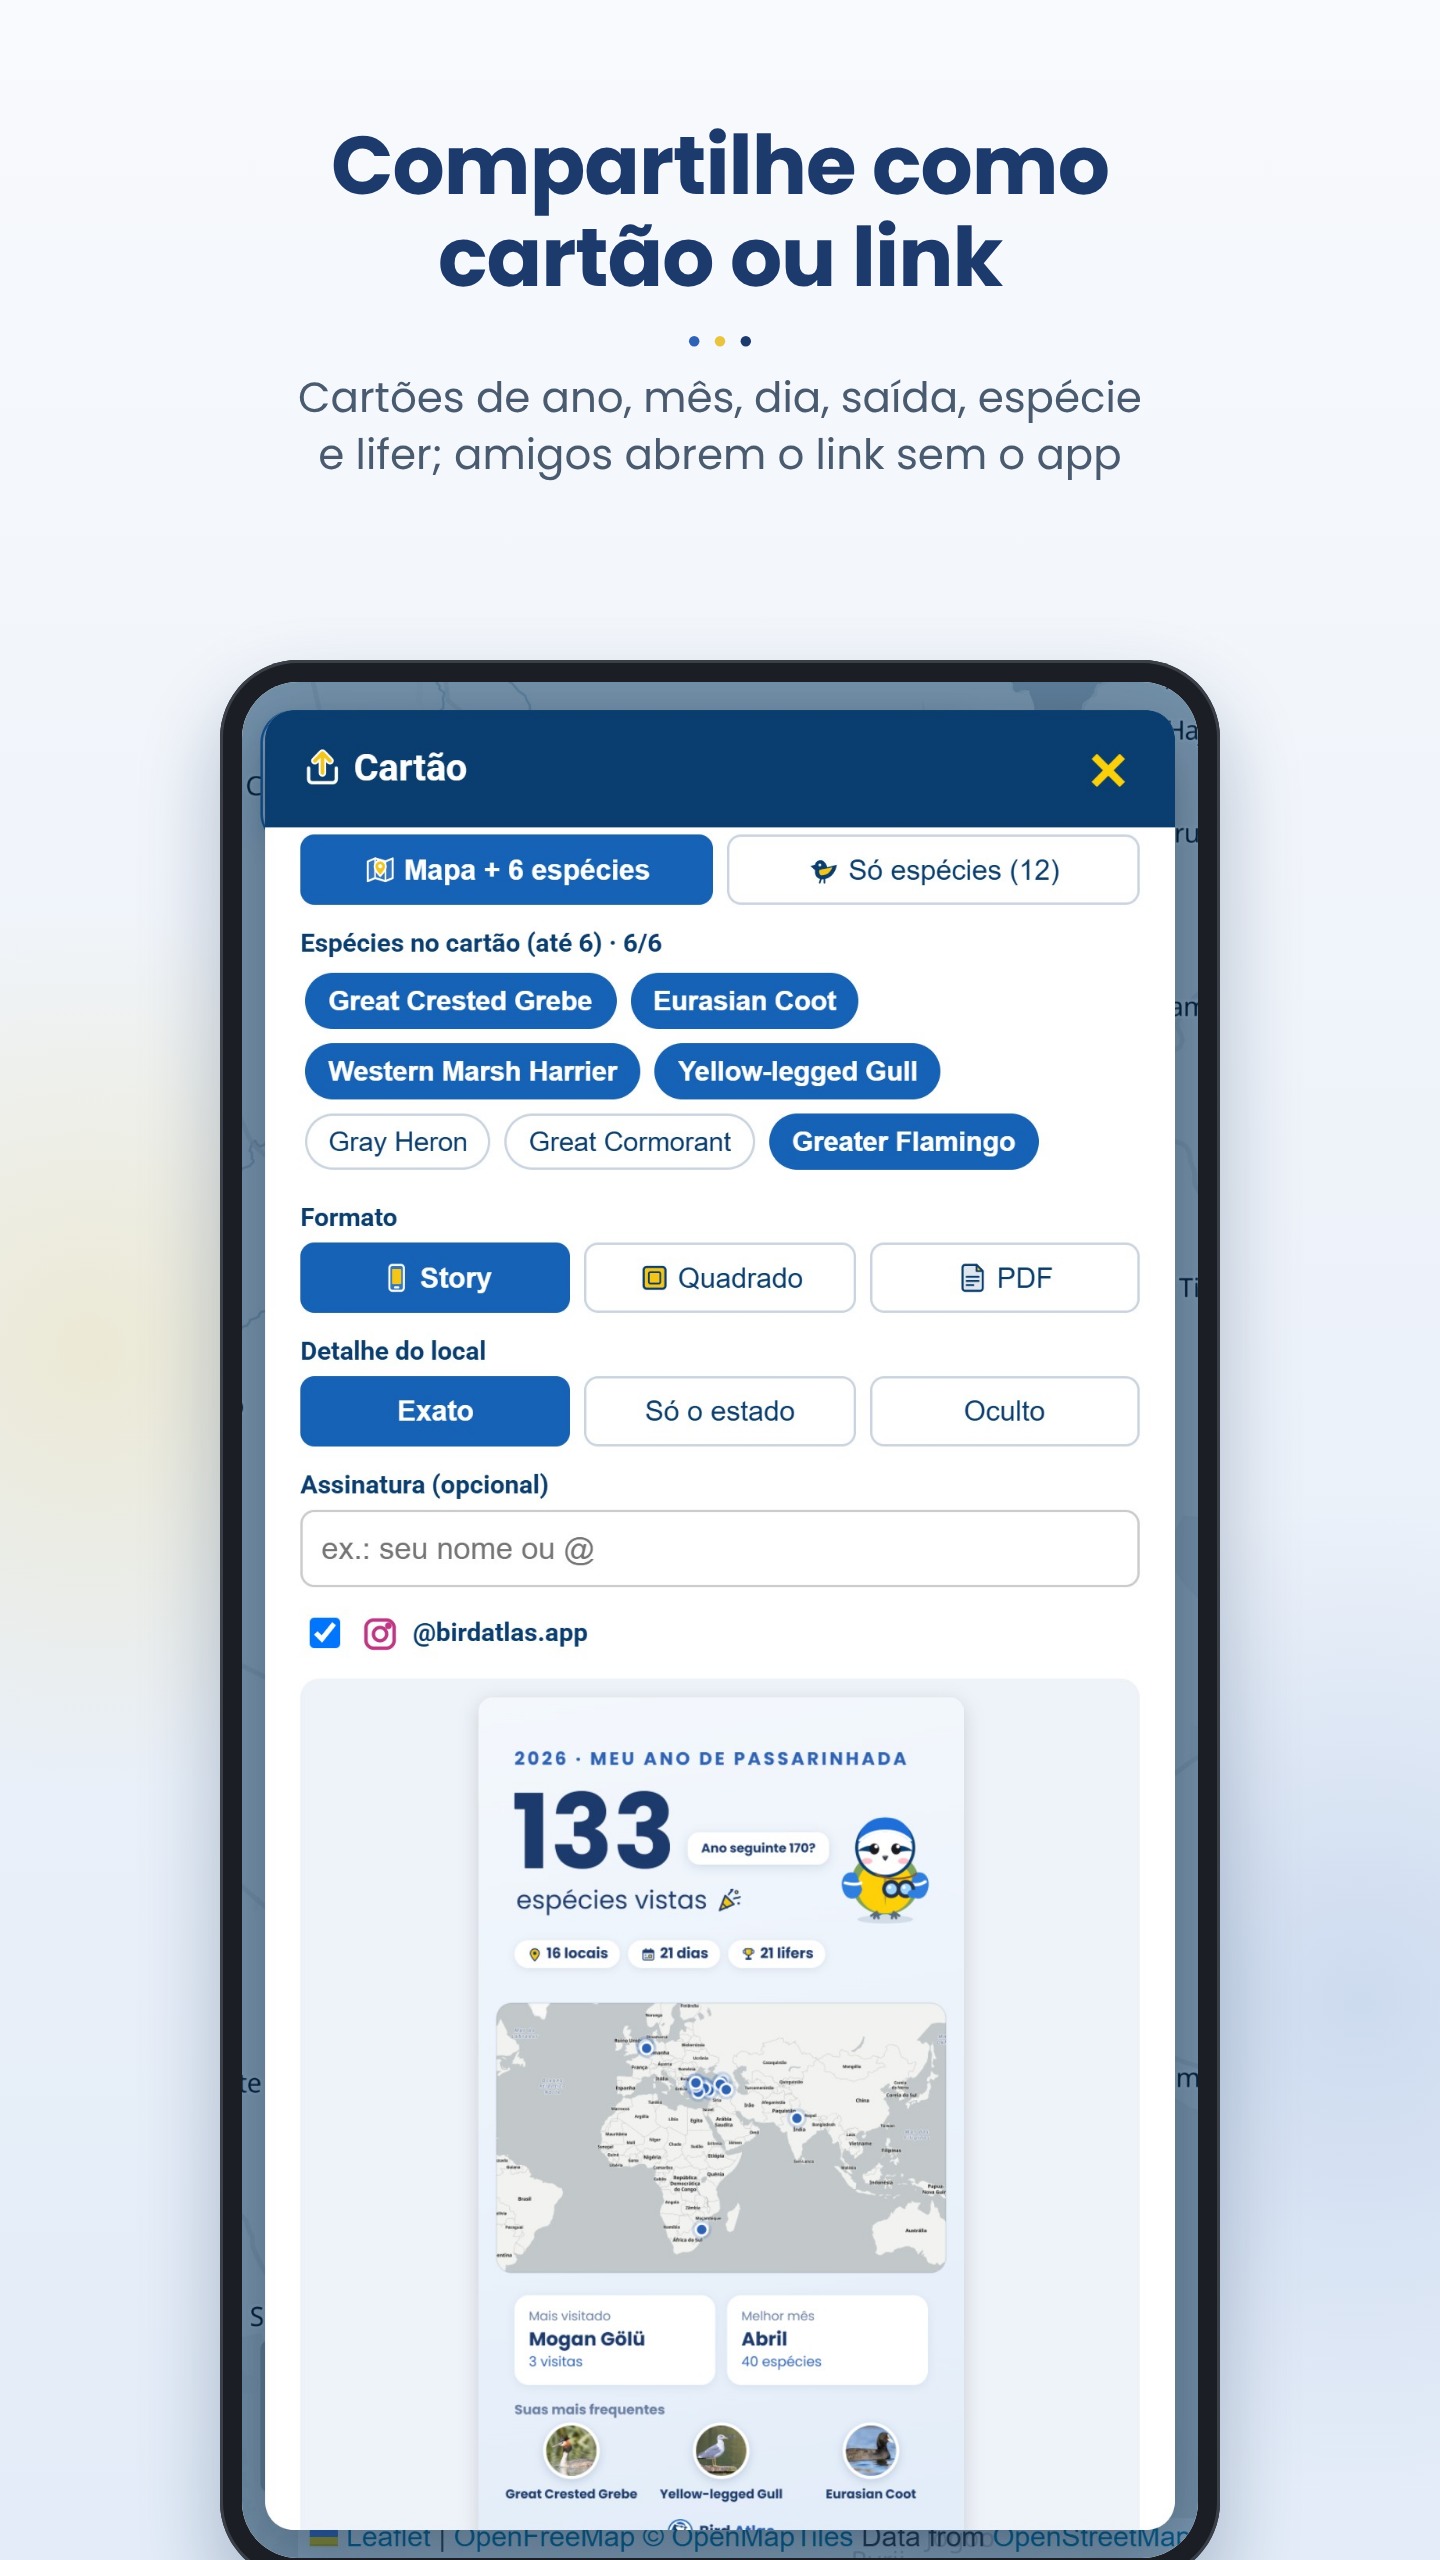 Compartilhe como
cartão ou link
Cartões de ano, mês, dia, saída, espécie
e lifer; amigos abrem o link sem o app
Cartão
Mapa + 6 espécies
Só espécies (12)
Espécies no cartão (até 6) · 6/6
Great Crested Grebe
Eurasian Coot
Western Marsh Harrier
Yellow-legged Gull
Gray Heron
Great Cormorant
Greater Flamingo
Formato
Story
Quadrado
PDF
Detalhe do local
Exato
Só o estado
Oculto
Assinatura (opcional)
ex.: seu nome ou @
@birdatlas.app
2026 · MEU ANO DE PASSARINHADA
133
Ano seguinte 170?
espécies vistas
16 locais
21 dias
21 lifers
Mais visitado
Mogan Gölü
3 visitas
Melhor mês
Abril
40 espécies
Suas mais frequentes
Great Crested Grebe
Yellow-legged Gull
Eurasian Coot
Leaflet | OpenFreeMap © OpenMapTiles Data from OpenStreetMap